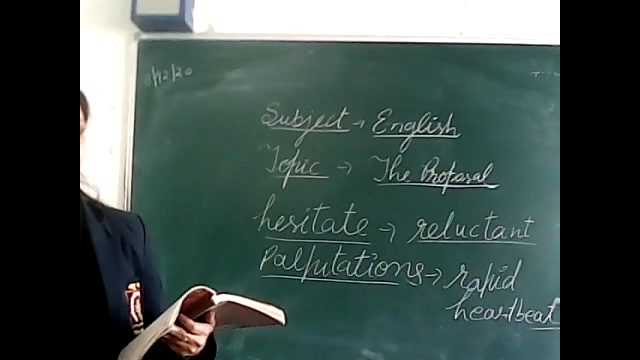 Subject → English
Topic → The Proposal
hesitate → reluctant
Palputations → rapid
heartbeat